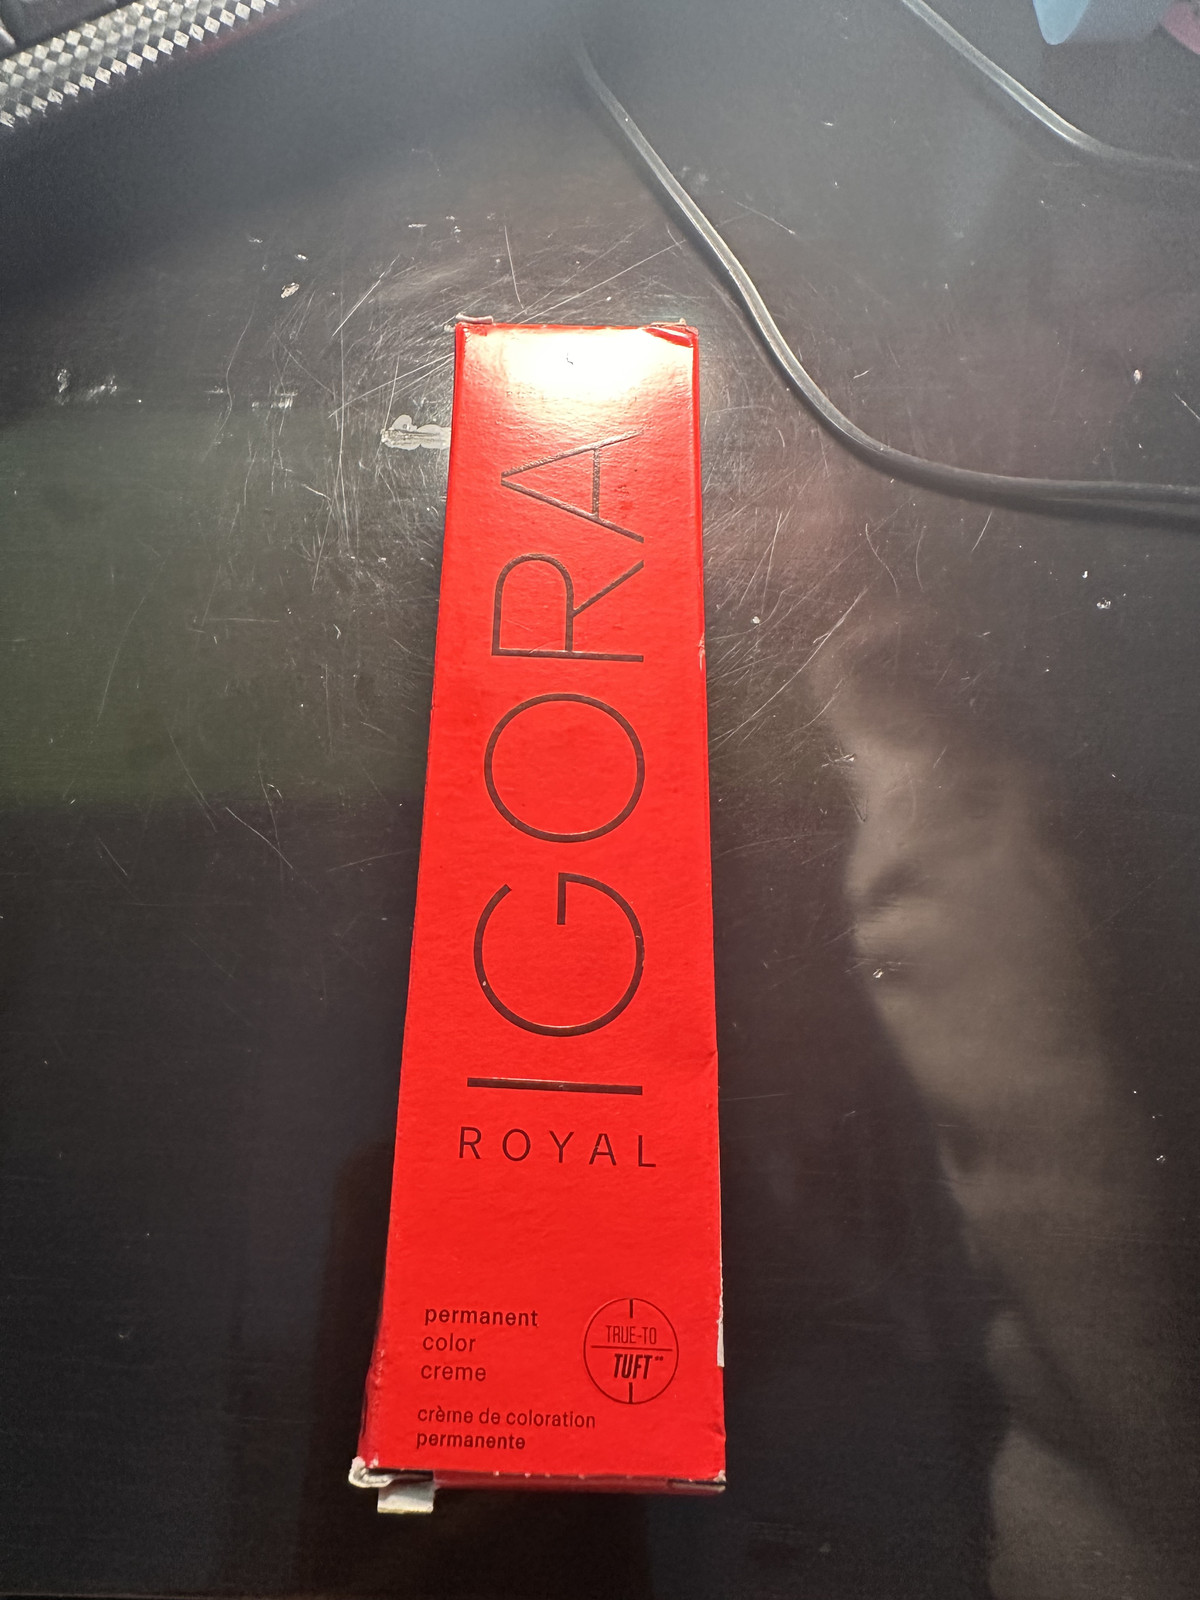 IGORA
ROYAL
permanent
color
creme
crème de coloration
permanente
TRUE-TO
TUFT